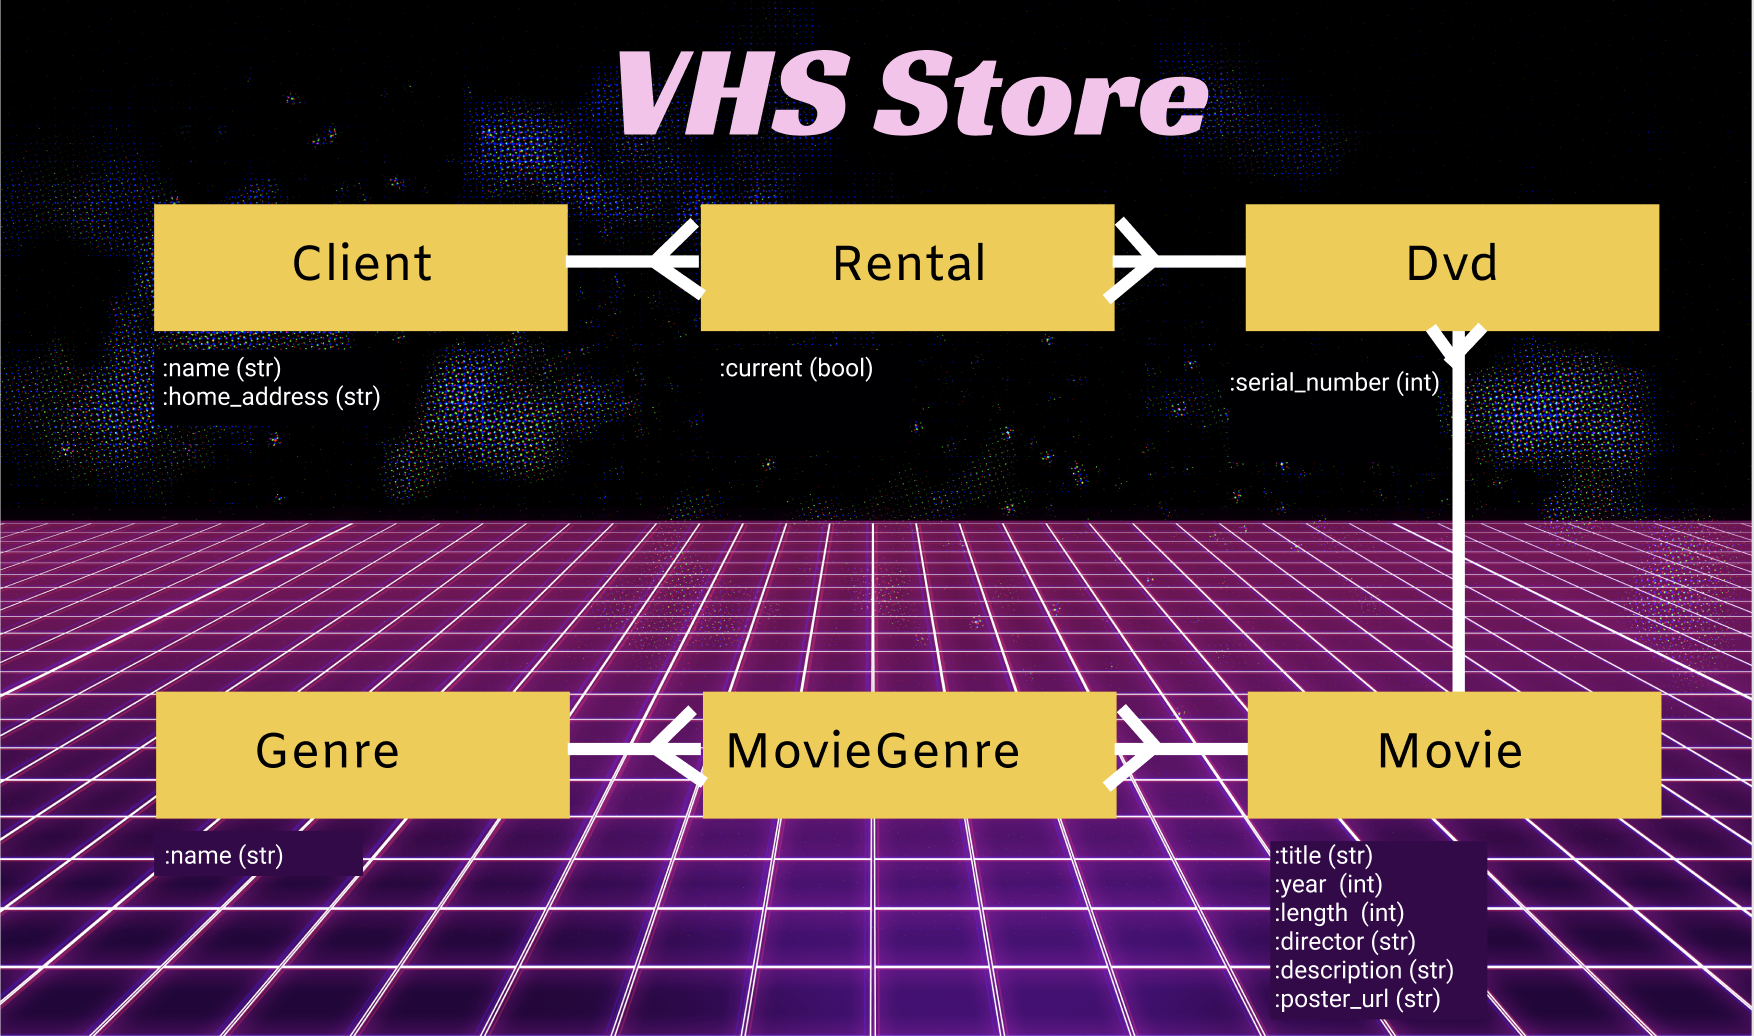 VHS Store
Client
Rental
Dvd
:name (str)
:home_address (str)
:current (bool)
:serial_number (int)
Genre
MovieGenre
Movie
:name (str)
:title (str)
:year  (int)
:length  (int)
:director (str)
:description (str)
:poster_url (str)